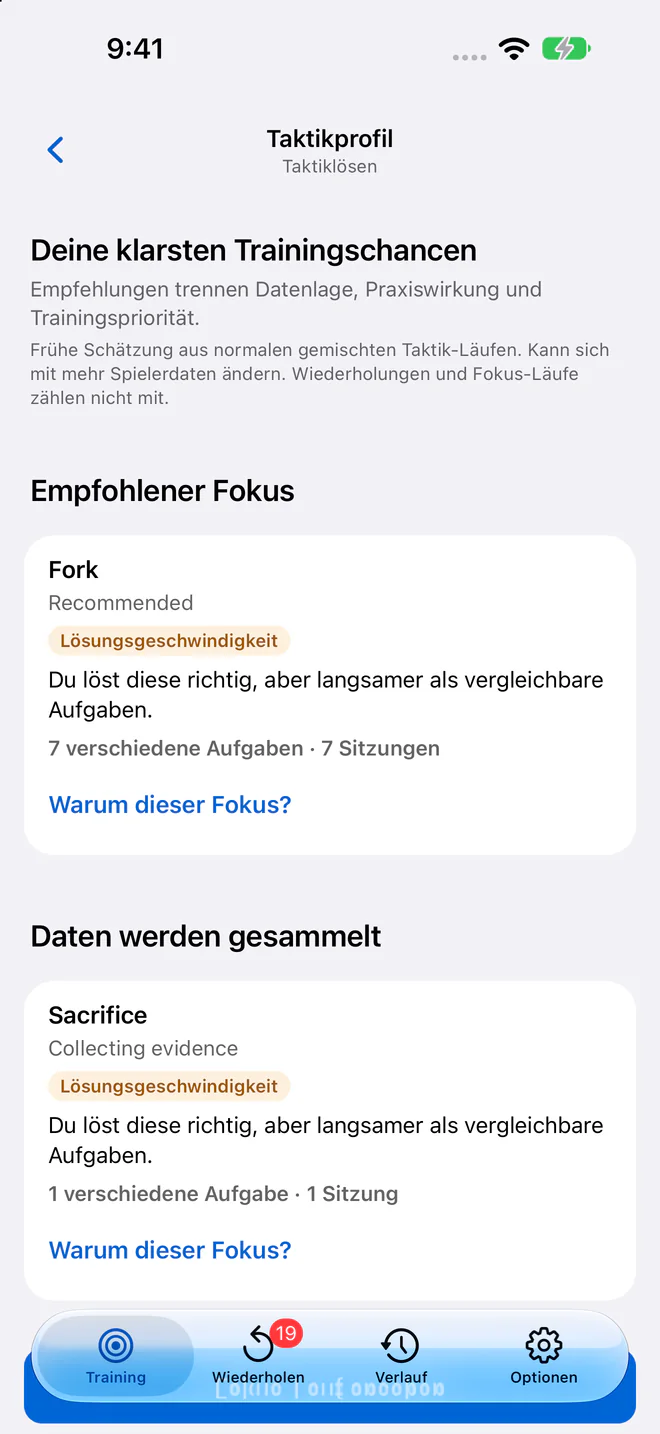 9:41
Taktikprofil
Taktiklösen
Deine klarsten Trainingschancen
Empfehlungen trennen Datenlage, Praxiswirkung und
Trainingspriorität.
Frühe Schätzung aus normalen gemischten Taktik-Läufen. Kann sich
mit mehr Spielerdaten ändern. Wiederholungen und Fokus-Läufe
zählen nicht mit.
Empfohlener Fokus
Fork
Recommended
Lösungsgeschwindigkeit
Du löst diese richtig, aber langsamer als vergleichbare
Aufgaben.
7 verschiedene Aufgaben · 7 Sitzungen
Warum dieser Fokus?
Daten werden gesammelt
Sacrifice
Collecting evidence
Lösungsgeschwindigkeit
Du löst diese richtig, aber langsamer als vergleichbare
Aufgaben.
1 verschiedene Aufgabe · 1 Sitzung
Warum dieser Fokus?
19
Training
Wiederholen
Verlauf
Optionen